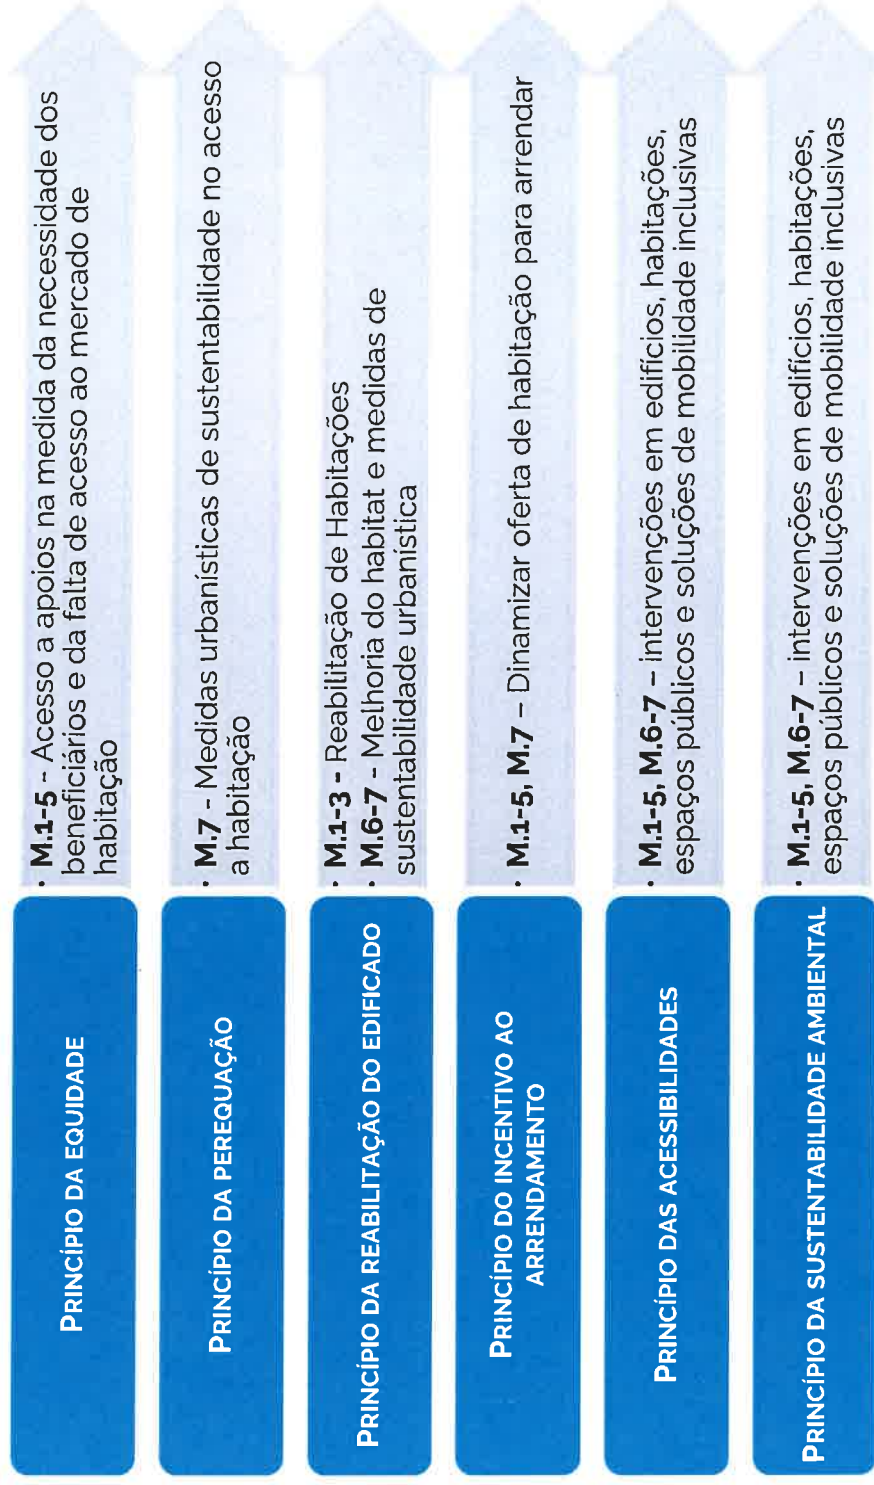 PRINCÍPIO DA EQUIDADE
· M.1-5 - Acesso a apoios na medida da necessidade dos
beneficiários e da falta de acesso ao mercado de
habitação
PRINCÍPIO DA PEREQUAÇÃO
· M.7 - Medidas urbanísticas de sustentabilidade no acesso
a habitação
PRINCÍPIO DA REABILITAÇÃO DO EDIFICADO
· M.1-3 - Reabilitação de Habitações
· M.6-7 - Melhoria do habitat e medidas de
sustentabilidade urbanística
PRINCÍPIO DO INCENTIVO AO
ARRENDAMENTO
· M.1-5, M.7 – Dinamizar oferta de habitação para arrendar
PRINCÍPIO DAS ACESSIBILIDADES
· M.1-5, M.6-7 – intervenções em edifícios, habitações,
espaços públicos e soluções de mobilidade inclusivas
PRINCÍPIO DA SUSTENTABILIDADE AMBIENTAL
· M.1-5, M.6-7 – intervenções em edifícios, habitações,
espaços públicos e soluções de mobilidade inclusivas